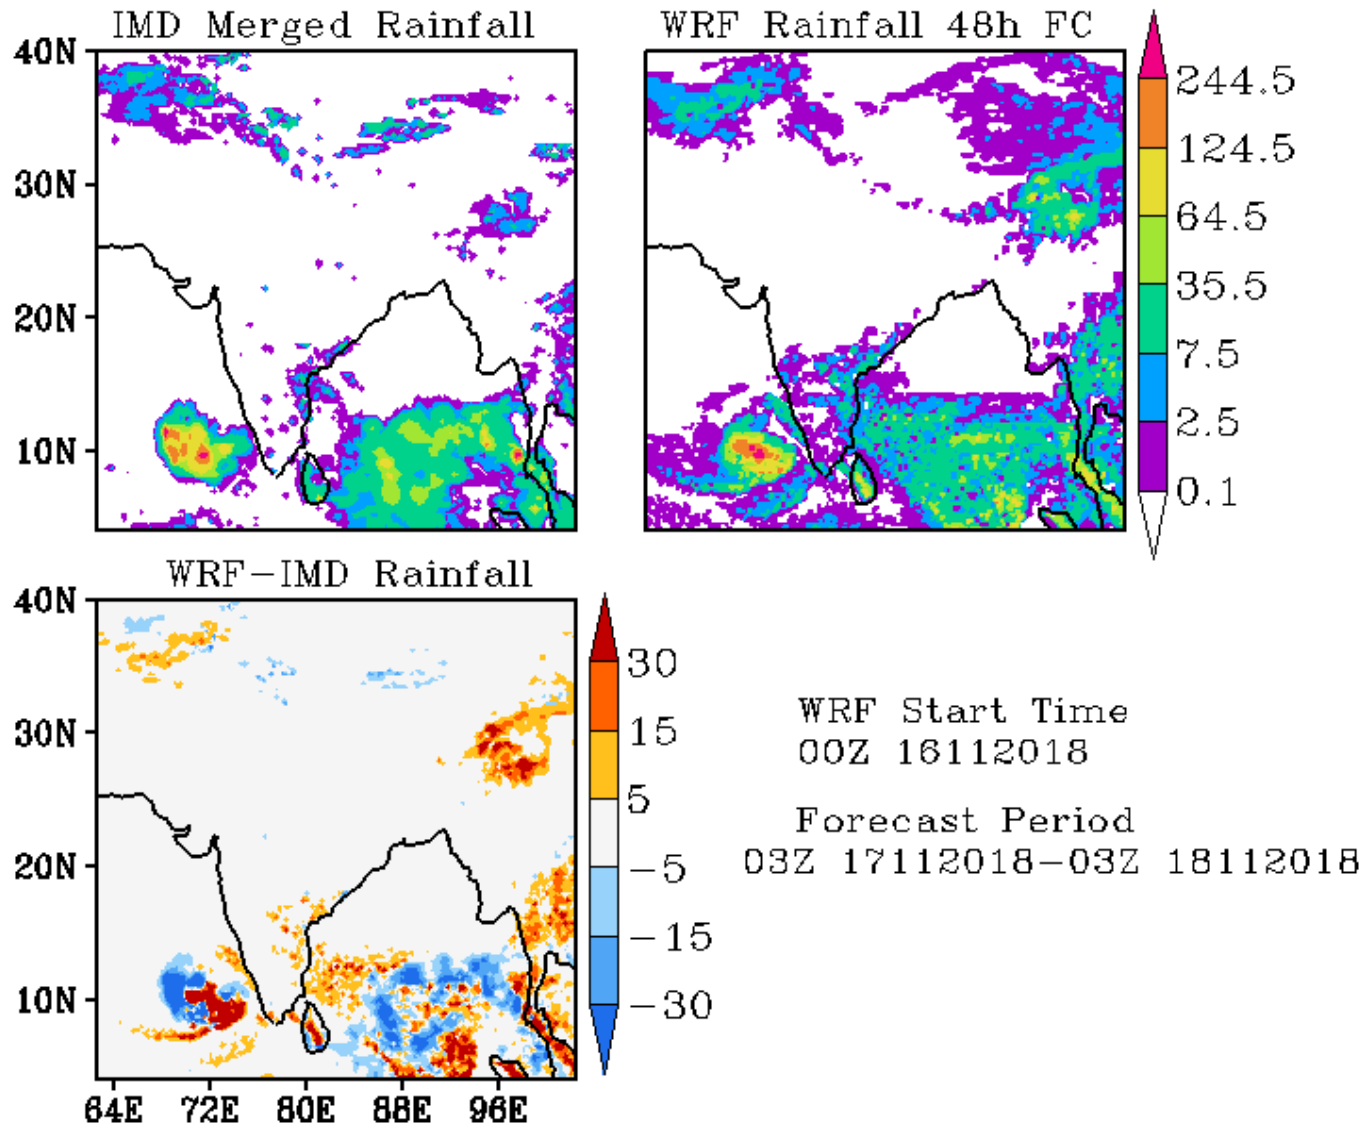 IMD Merged Rainfall
WRF Rainfall 48h FC
40N
30N
20N
10N
244.5
124.5
64.5
35.5
7.5
2.5
0.1
WRF-IMD Rainfall
40N
30N
20N
10N
64E 72E 80E 88E 96E
30
15
5
-5
-15
-30
WRF Start Time
00Z 16112018
Forecast Period
03Z 17112018-03Z 18112018